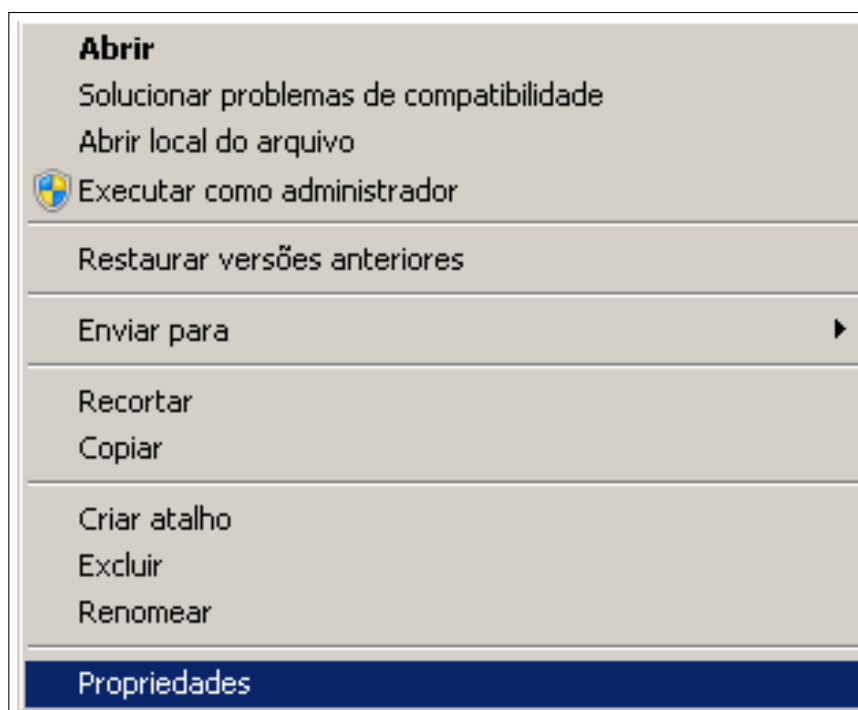 Abrir
Solucionar problemas de compatibilidade
Abrir local do arquivo
Executar como administrador
Restaurar versões anteriores
Enviar para
Recortar
Copiar
Criar atalho
Excluir
Renomear
Propriedades